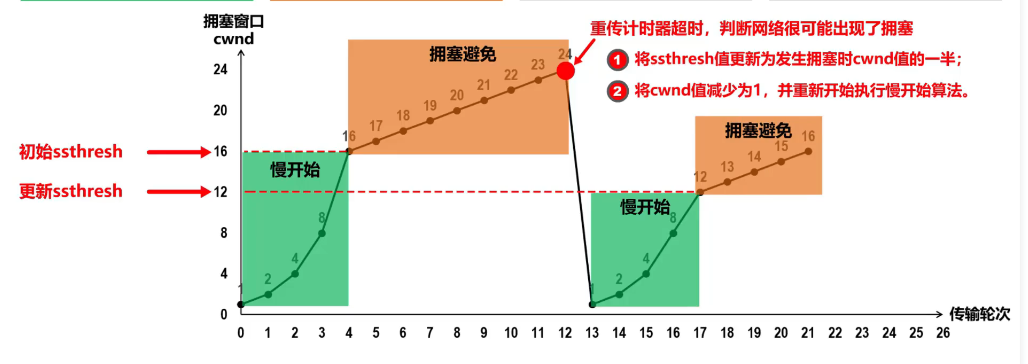 拥塞窗口
cwnd
重传计时器超时，判断网络很可能出现了拥塞
1 将ssthresh值更新为发生拥塞时cwnd值的一半；
2 将cwnd值减少为1，并重新开始执行慢开始算法。
拥塞避免
24
20
16
12
8
4
0
初始ssthresh
更新ssthresh
慢开始
1 2 4 8 16 17 18 19 20 21 22 23 24
慢开始
拥塞避免
1 2 4 8 12 13 14 15 16
0 1 2 3 4 5 6 7 8 9 10 11 12 13 14 15 16 17 18 19 20 21 22 23 24 25 26
传输轮次